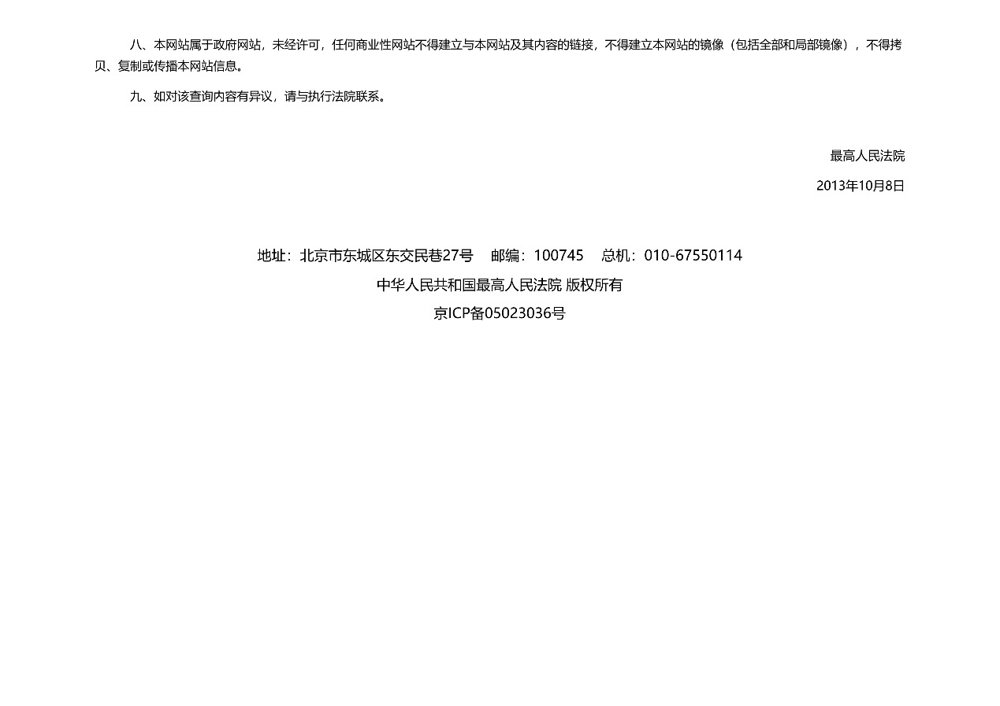 八、本网站属于政府网站，未经许可，任何商业性网站不得建立与本网站及其内容的链接，不得建立本网站的镜像（包括全部和局部镜像），不得拷
贝、复制或传播本网站信息。
九、如对该查询内容有异议，请与执行法院联系。
最高人民法院
2013年10月8日
地址：北京市东城区东交民巷27号 邮编：100745 总机：010-67550114
中华人民共和国最高人民法院 版权所有
京ICP备05023036号